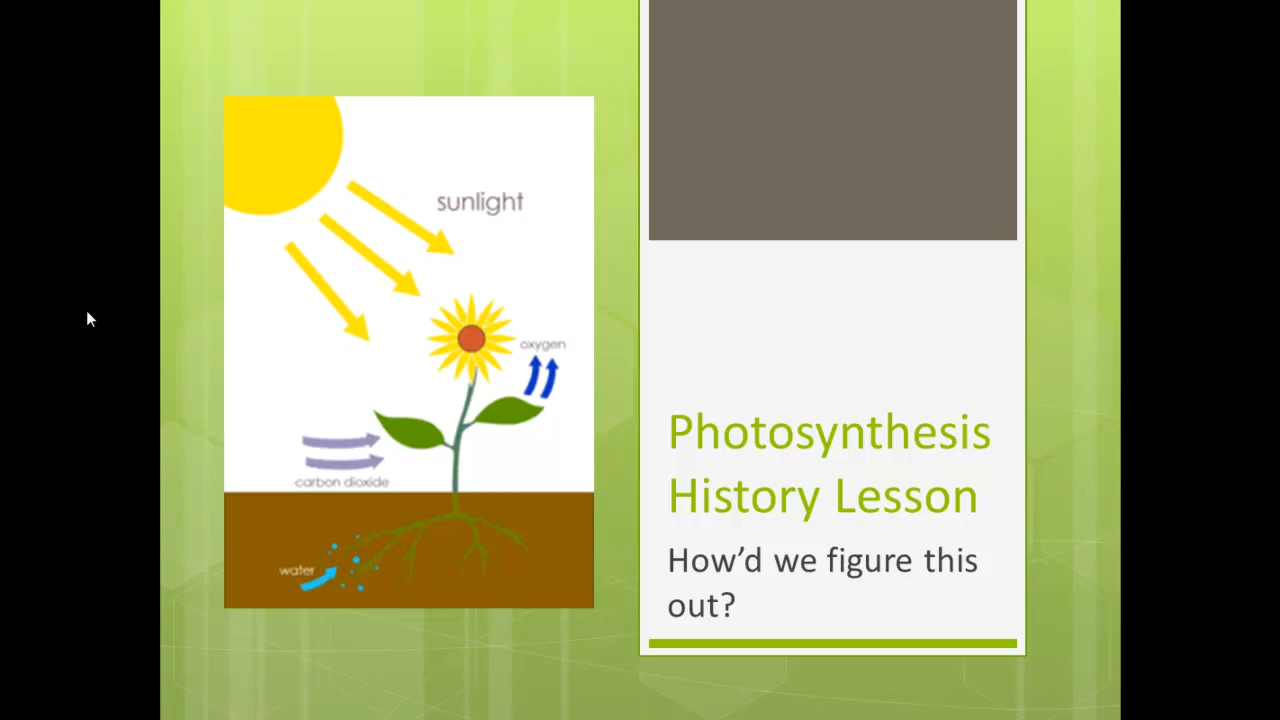 sunlight
oxygen
carbon dioxide
water
Photosynthesis
History Lesson
How’d we figure this
out?